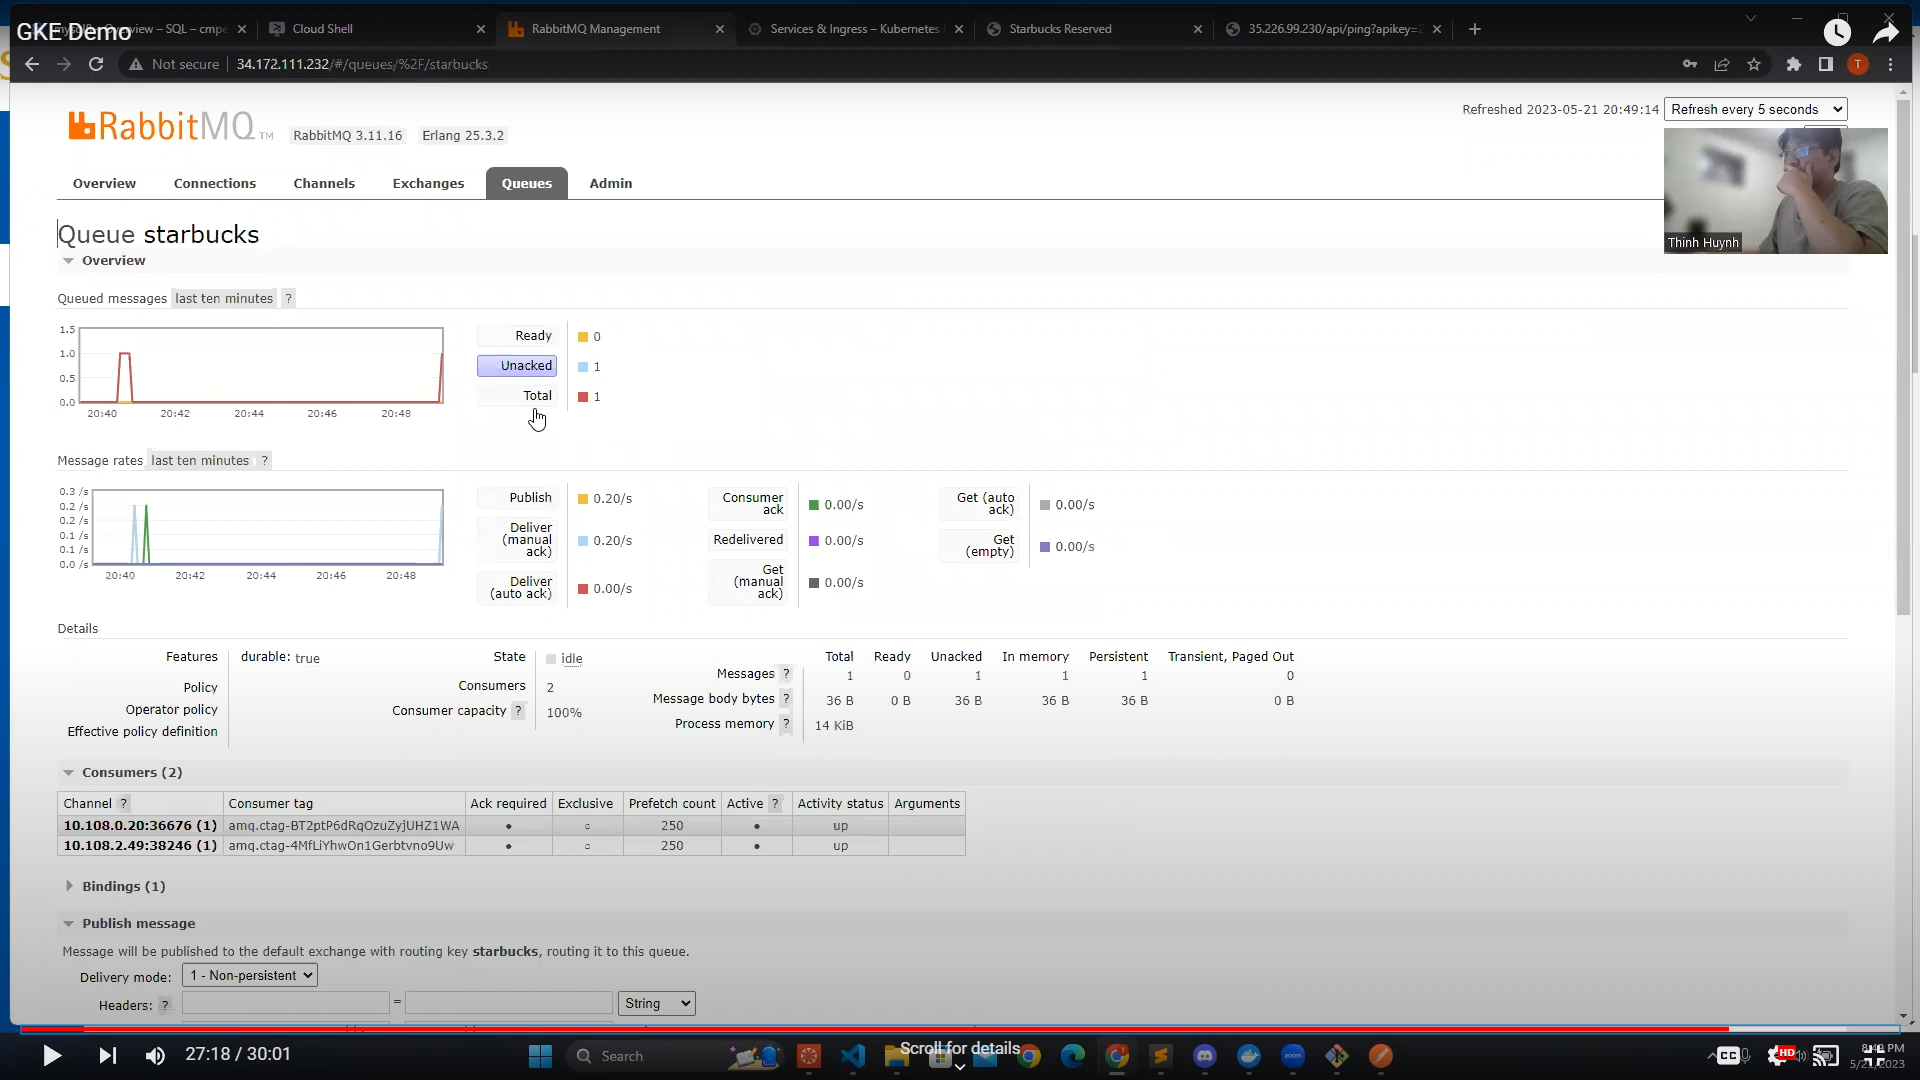 GKE Demo
Overview – SQL – cmpe
Cloud Shell
RabbitMQ Management
Services & Ingress – Kubernetes
Starbucks Reserved
35.226.99.230/api/ping?apikey=2
Not secure
34.172.111.232/#/queues/%2F/starbucks
T
RabbitMQ TM
RabbitMQ 3.11.16
Erlang 25.3.2
Refreshed 2023-05-21 20:49:14
Refresh every 5 seconds
Overview
Connections
Channels
Exchanges
Queues
Admin
Thinh Huynh
Queue starbucks
Overview
Queued messages last ten minutes ?
1.5
1.0
0.5
0.0
20:40 20:42 20:44 20:46 20:48
Ready 0
Unacked 1
Total 1
Message rates last ten minutes ?
0.3 /s
0.2 /s
0.2 /s
0.1 /s
0.1 /s
0.0 /s
20:40 20:42 20:44 20:46 20:48
Publish 0.20/s
Deliver (manual ack) 0.20/s
Deliver (auto ack) 0.00/s
Consumer ack 0.00/s
Redelivered 0.00/s
Get (manual ack) 0.00/s
Get (auto ack) 0.00/s
Get (empty) 0.00/s
Details
Features durable: true
Policy
Operator policy
Effective policy definition
State idle
Consumers 2
Consumer capacity ? 100%
Total Ready Unacked In memory Persistent Transient, Paged Out
Messages ? 1 0 1 1 1 0
Message body bytes ? 36 B 0 B 36 B 36 B 36 B 0 B
Process memory ? 14 KiB
Consumers (2)
Channel ? Consumer tag Ack required Exclusive Prefetch count Active ? Activity status Arguments
10.108.0.20:36676 (1) amq.ctag-BT2ptP6dRqOzuZyjUHZ1WA ● ○ 250 ● up
10.108.2.49:38246 (1) amq.ctag-4MfLiYhwOn1Gerbtvno9Uw ● ○ 250 ● up
Bindings (1)
Publish message
Message will be published to the default exchange with routing key starbucks, routing it to this queue.
Delivery mode: 1 - Non-persistent
Headers: ? = String
27:18 / 30:01
Search
Scroll for details
zoom
CC
HD
PM
5/21/2023